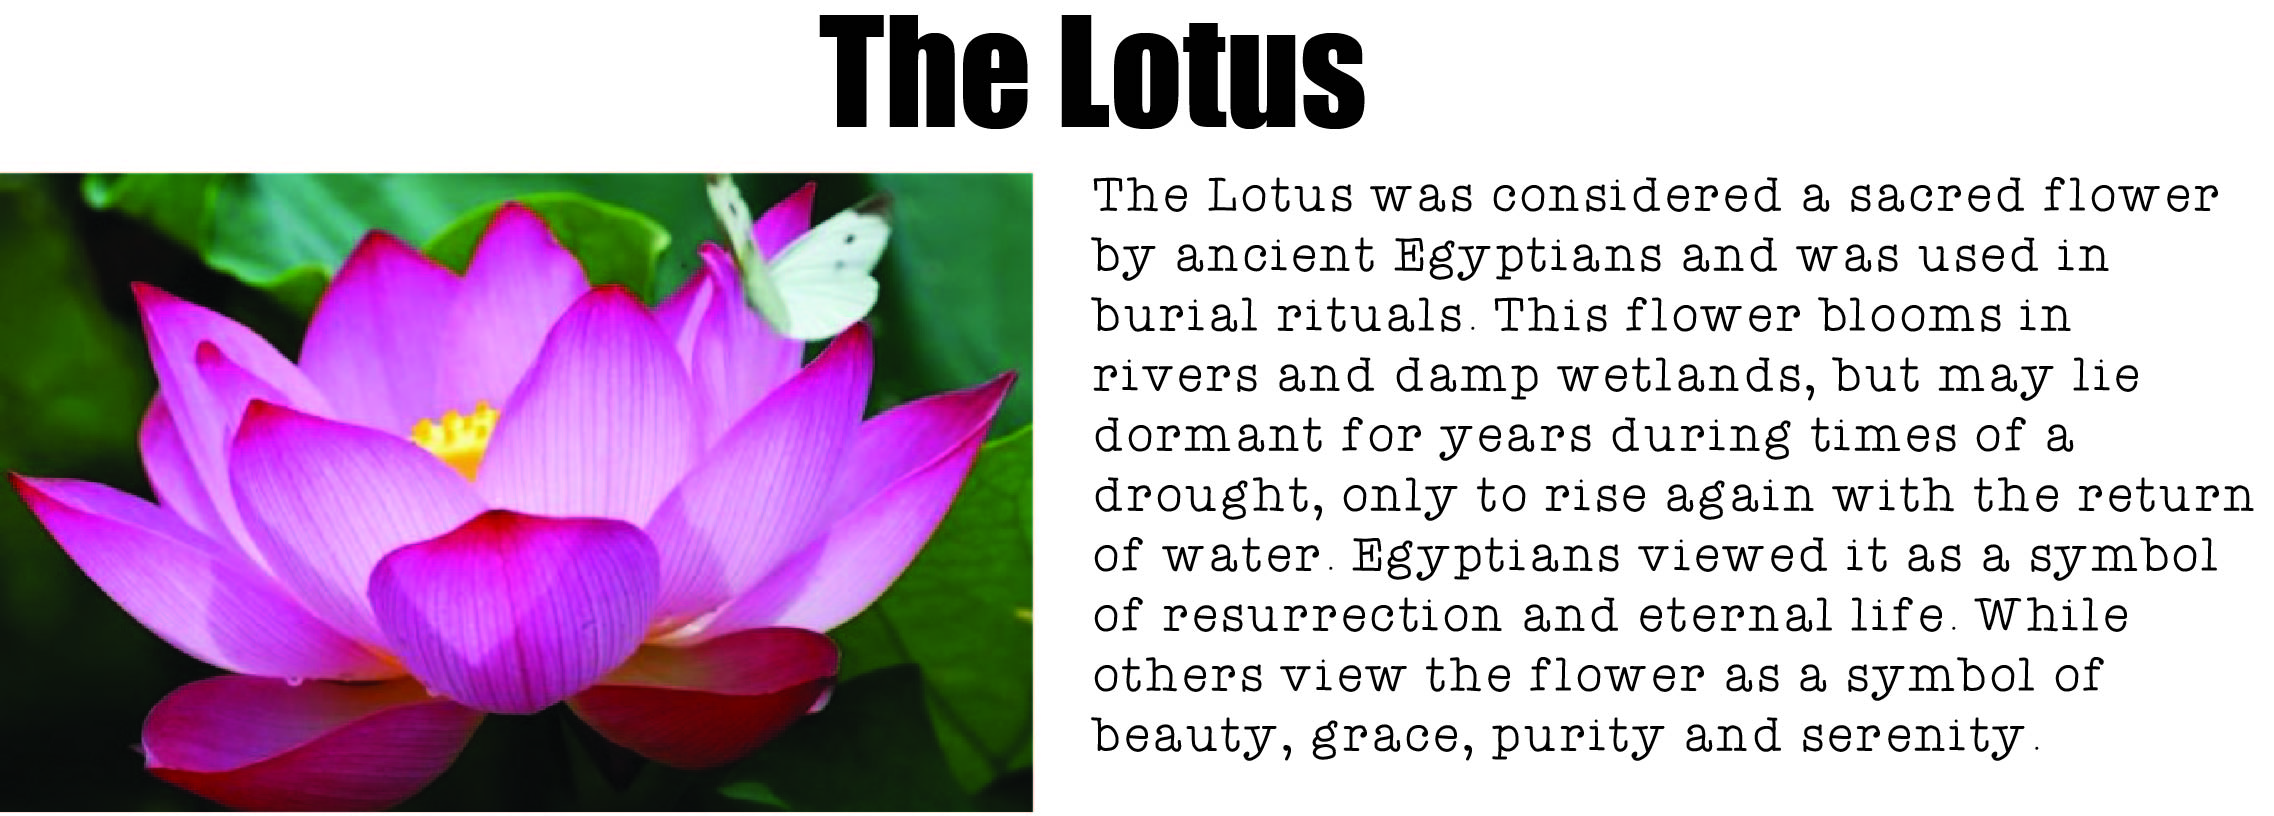 The Lotus
The Lotus was considered a sacred flower
by ancient Egyptians and was used in
burial rituals. This flower blooms in
rivers and damp wetlands, but may lie
dormant for years during times of a
drought, only to rise again with the return
of water. Egyptians viewed it as a symbol
of resurrection and eternal life. While
others view the flower as a symbol of
beauty, grace, purity and serenity.